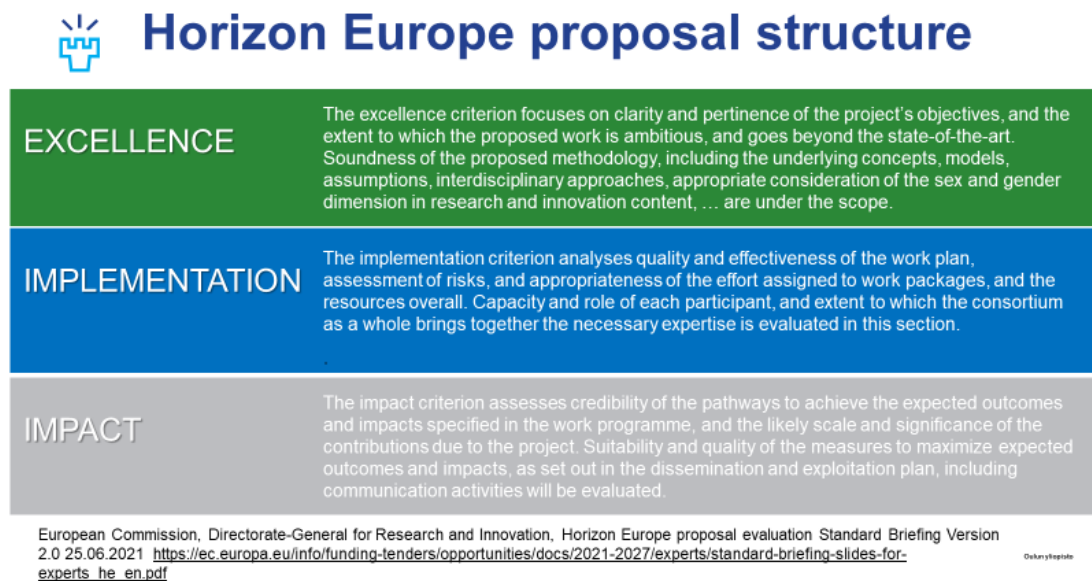 Horizon Europe proposal structure
EXCELLENCE
The excellence criterion focuses on clarity and pertinence of the project's objectives, and the
extent to which the proposed work is ambitious, and goes beyond the state-of-the-art.
Soundness of the proposed methodology, including the underlying concepts, models,
assumptions, interdisciplinary approaches, appropriate consideration of the sex and gender
dimension in research and innovation content, … are under the scope.
IMPLEMENTATION
The implementation criterion analyses quality and effectiveness of the work plan,
assessment of risks, and appropriateness of the effort assigned to work packages, and the
resources overall. Capacity and role of each participant, and extent to which the consortium
as a whole brings together the necessary expertise is evaluated in this section.
.
IMPACT
The impact criterion assesses credibility of the pathways to achieve the expected outcomes
and impacts specified in the work programme, and the likely scale and significance of the
contributions due to the project. Suitability and quality of the measures to maximize expected
outcomes and impacts, as set out in the dissemination and exploitation plan, including
communication activities will be evaluated.
European Commission, Directorate-General for Research and Innovation, Horizon Europe proposal evaluation Standard Briefing Version
2.0 25.06.2021 https://ec.europa.eu/info/funding-tenders/opportunities/docs/2021-2027/experts/standard-briefing-slides-for-
experts_he_en.pdf
Oulun yliopisto